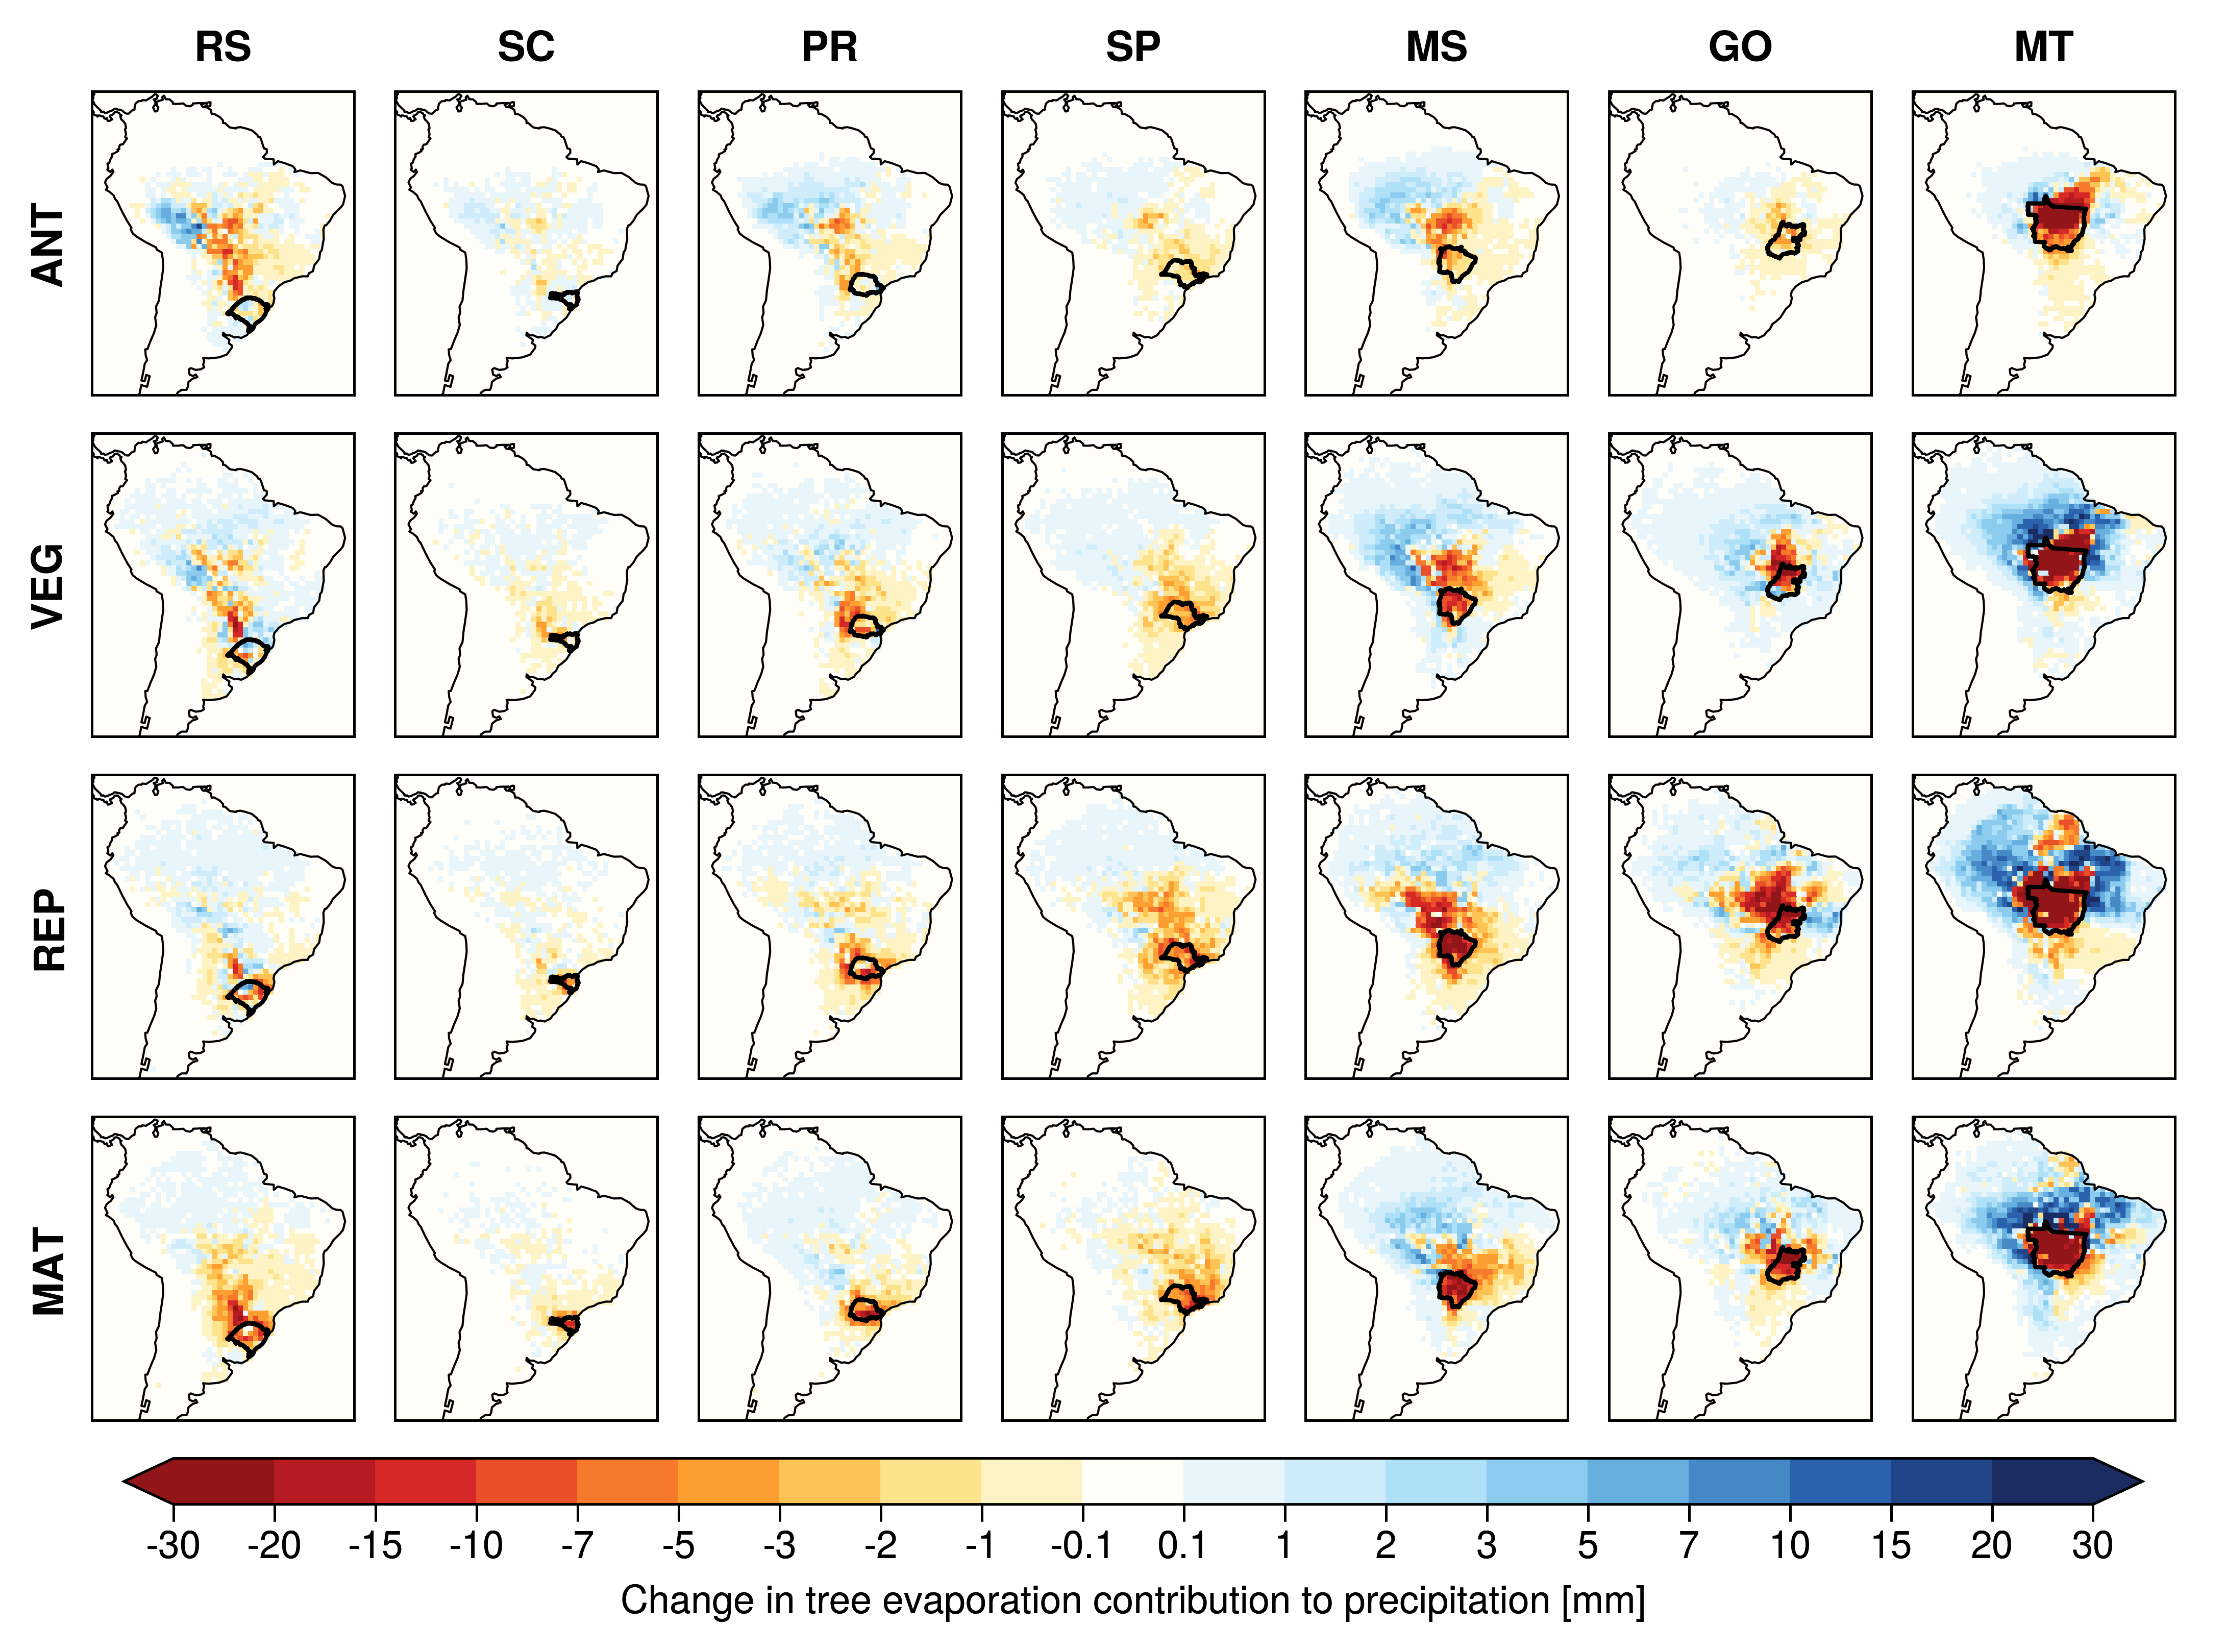 RS SC PR SP MS GO MT
ANT
VEG
REP
MAT
-30 -20 -15 -10 -7 -5 -3 -2 -1 -0.1 0.1 1 2 3 5 7 10 15 20 30
Change in tree evaporation contribution to precipitation [mm]